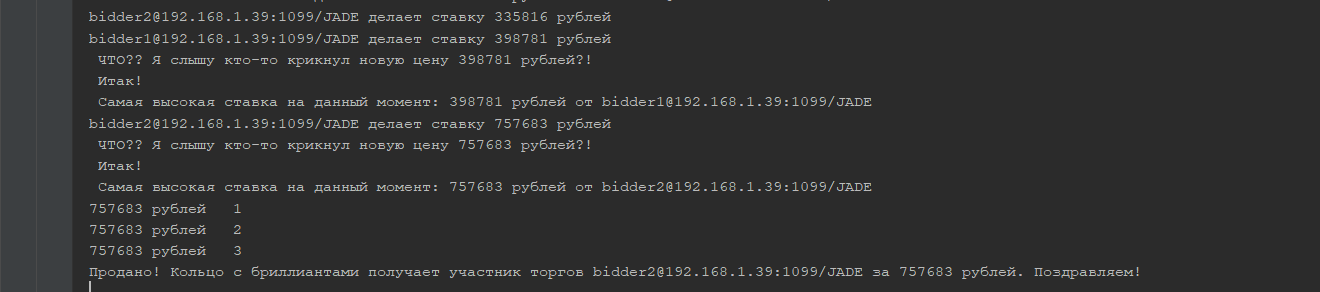 bidder2@192.168.1.39:1099/JADE делает ставку 335816 рублей
bidder1@192.168.1.39:1099/JADE делает ставку 398781 рублей
ЧТО?? Я слышу кто-то крикнул новую цену 398781 рублей?!
Итак!
Самая высокая ставка на данный момент: 398781 рублей от bidder1@192.168.1.39:1099/JADE
bidder2@192.168.1.39:1099/JADE делает ставку 757683 рублей
ЧТО?? Я слышу кто-то крикнул новую цену 757683 рублей?!
Итак!
Самая высокая ставка на данный момент: 757683 рублей от bidder2@192.168.1.39:1099/JADE
757683 рублей   1
757683 рублей   2
757683 рублей   3
Продано! Кольцо с бриллиантами получает участник торгов bidder2@192.168.1.39:1099/JADE за 757683 рублей. Поздравляем!